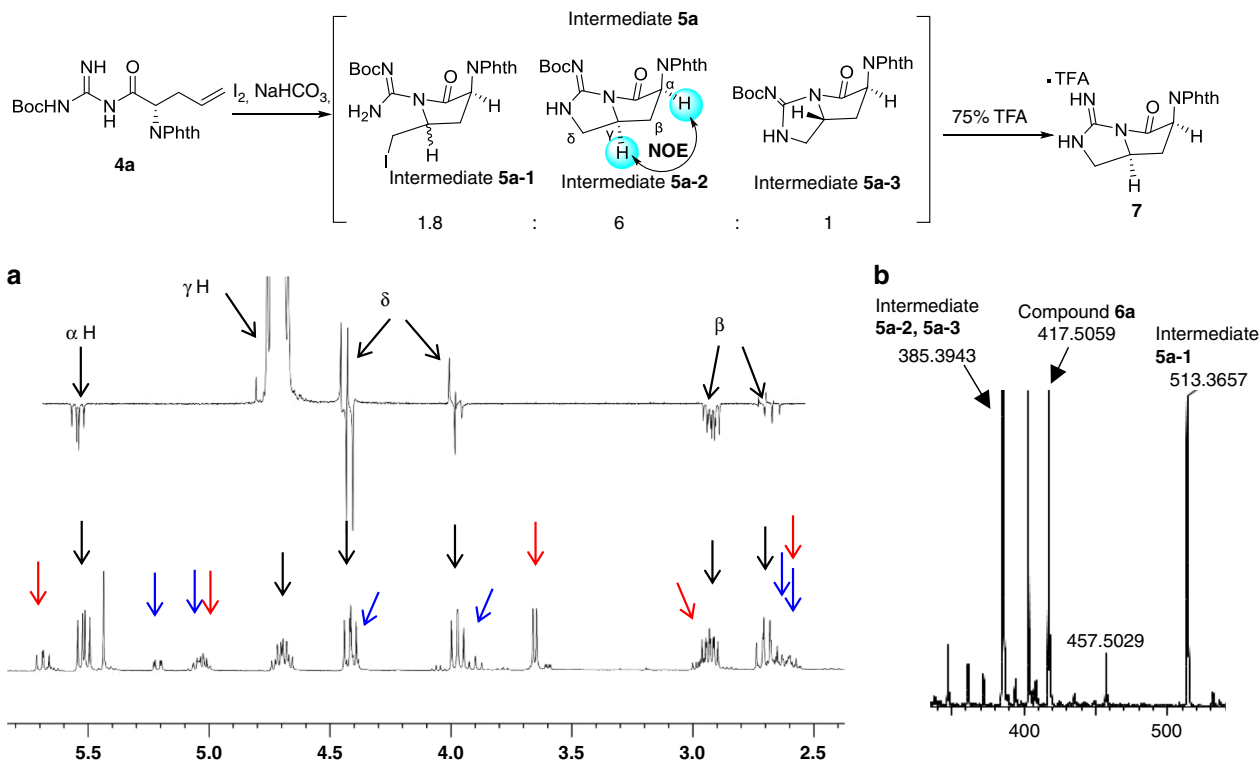 Intermediate 5a
NH
O
BocHN
N
H
NPhth
4a
I2, NaHCO3,
BocN
O
NPhth
N
H2N
H
I
Intermediate 5a-1
BocN
O
NPhth
N
α
H
HN
β
δ
γ
H
NOE
Intermediate 5a-2
BocN
O
NPhth
N
H
H
HN
Intermediate 5a-3
1.8 : 6 : 1
75% TFA
·TFA
NH
O
NPhth
N
HN
H
H
7
a
γ H
α H
δ
β
5.5 5.0 4.5 4.0 3.5 3.0 2.5
b
Intermediate
5a-2, 5a-3
385.3943
Compound 6a
417.5059
Intermediate
5a-1
513.3657
457.5029
400 500